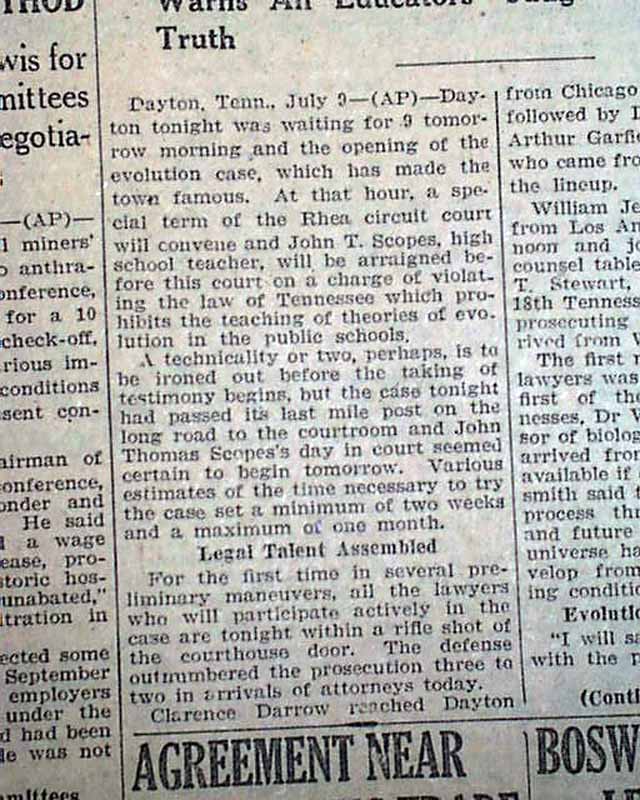 THOD
wis for
mittees
egotia-
—(AP)—
l miners'
o anthra-
onference,
for a 10
check-off,
rious im-
conditions
sent con-
airman of
conference,
onder and
He said
d a wage
ease, pro-
storic hos-
unabated,"
itration in
ected some
September
employers
under the
d had been
le was not
mittees
Warns All Educators
Truth
Dayton, Tenn., July 9—(AP)—Day-
ton tonight was waiting for 9 tomor-
row morning and the opening of the
evolution case, which has made the
town famous. At that hour, a spe-
cial term of the Rhea circuit court
will convene and John T. Scopes, high
school teacher, will be arraigned be-
fore this court on a charge of violat-
ing the law of Tennessee which pro-
hibits the teaching of theories of evo-
lution in the public schools.
A technicality or two, perhaps, is to
be ironed out before the taking of
testimony begins, but the case tonight
had passed its last mile post on the
long road to the courtroom and John
Thomas Scopes's day in court seemed
certain to begin tomorrow. Various
estimates of the time necessary to try
the case set a minimum of two weeks
and a maximum of one month.
Legal Talent Assembled
For the first time in several pre-
liminary maneuvers, all the lawyers
who will participate actively in the
case are tonight within a rifle shot of
the courthouse door. The defense
outnumbered the prosecution three to
two in arrivals of attorneys today.
Clarence Darrow reached Dayton
AGREEMENT NEAR
from Chicago
followed by
Arthur Garfie
who came fro
the lineup.
William Je
from Los An
noon and jo
counsel table
T. Stewart,
18th Tenness
prosecuting
rived from
The first
lawyers was
first of the
nesses, Dr
sor of biolog
arrived from
available if
smith said
process thr
and future
universe ha
velop from
ing conditio
Evolutio
"I will sa
with the p
(Conti
BOSW